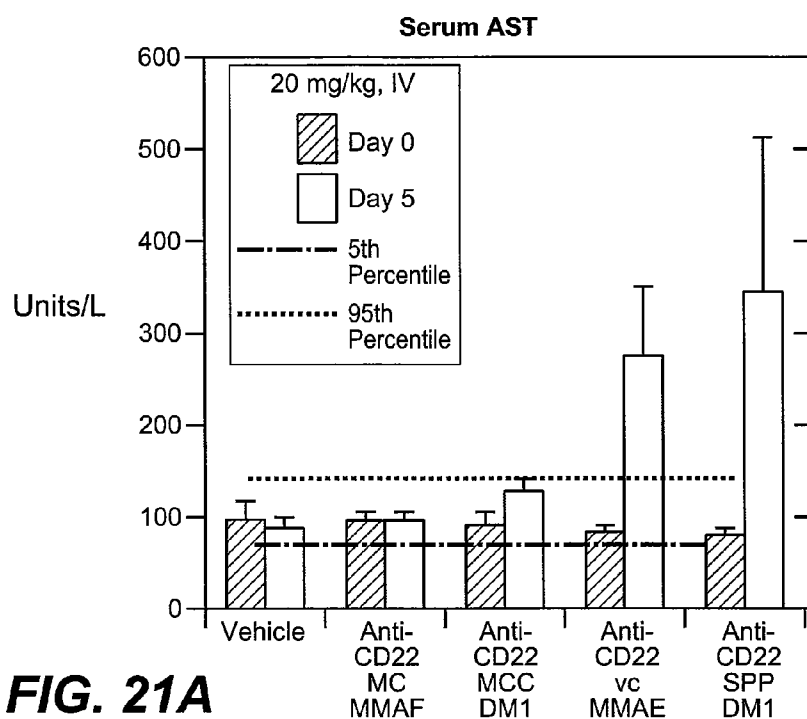 Serum AST
600
500
400
300
200
100
0
Units/L
20 mg/kg, IV
Day 0
Day 5
5th
Percentile
95th
Percentile
Vehicle
Anti-
CD22
MC
MMAF
Anti-
CD22
MCC
DM1
Anti-
CD22
vc
MMAE
Anti-
CD22
SPP
DM1
FIG. 21A